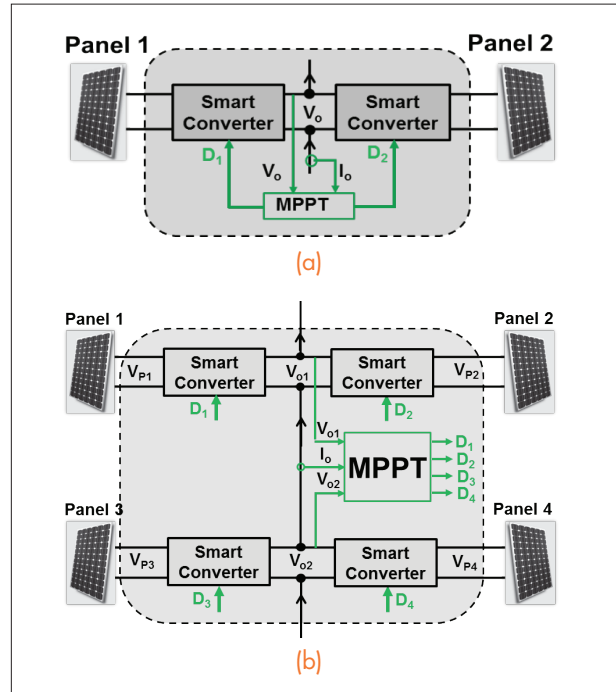 Panel 1
Panel 2
Smart Converter
Smart Converter
Vo
D1
D2
Vo
Io
MPPT
(a)
Panel 1
Panel 2
VP1
Smart Converter
Vo1
Smart Converter
VP2
D1
D2
Vo1
Io
Vo2
MPPT
D1
D2
D3
D4
Panel 3
Panel 4
VP3
Smart Converter
Vo2
Smart Converter
VP4
D3
D4
(b)